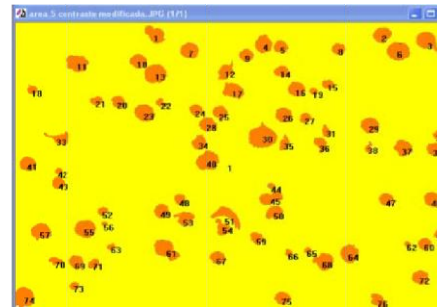 area 5 contraste modificado.JPG (1/1)
1 2 3
4 5 6 7 8 9
10 11 12 13 14
15 16 17 18 19
20 21 22 23 24 25
26 27 28 29 30 31
33 34 35 36 37 38
40 1 41 42 43
44 45 47 48 49 50
51 52 53 54 55 56 57
59 60 61 62 63 64
65 66 67 68 69 70 71
72 73 74 75 76